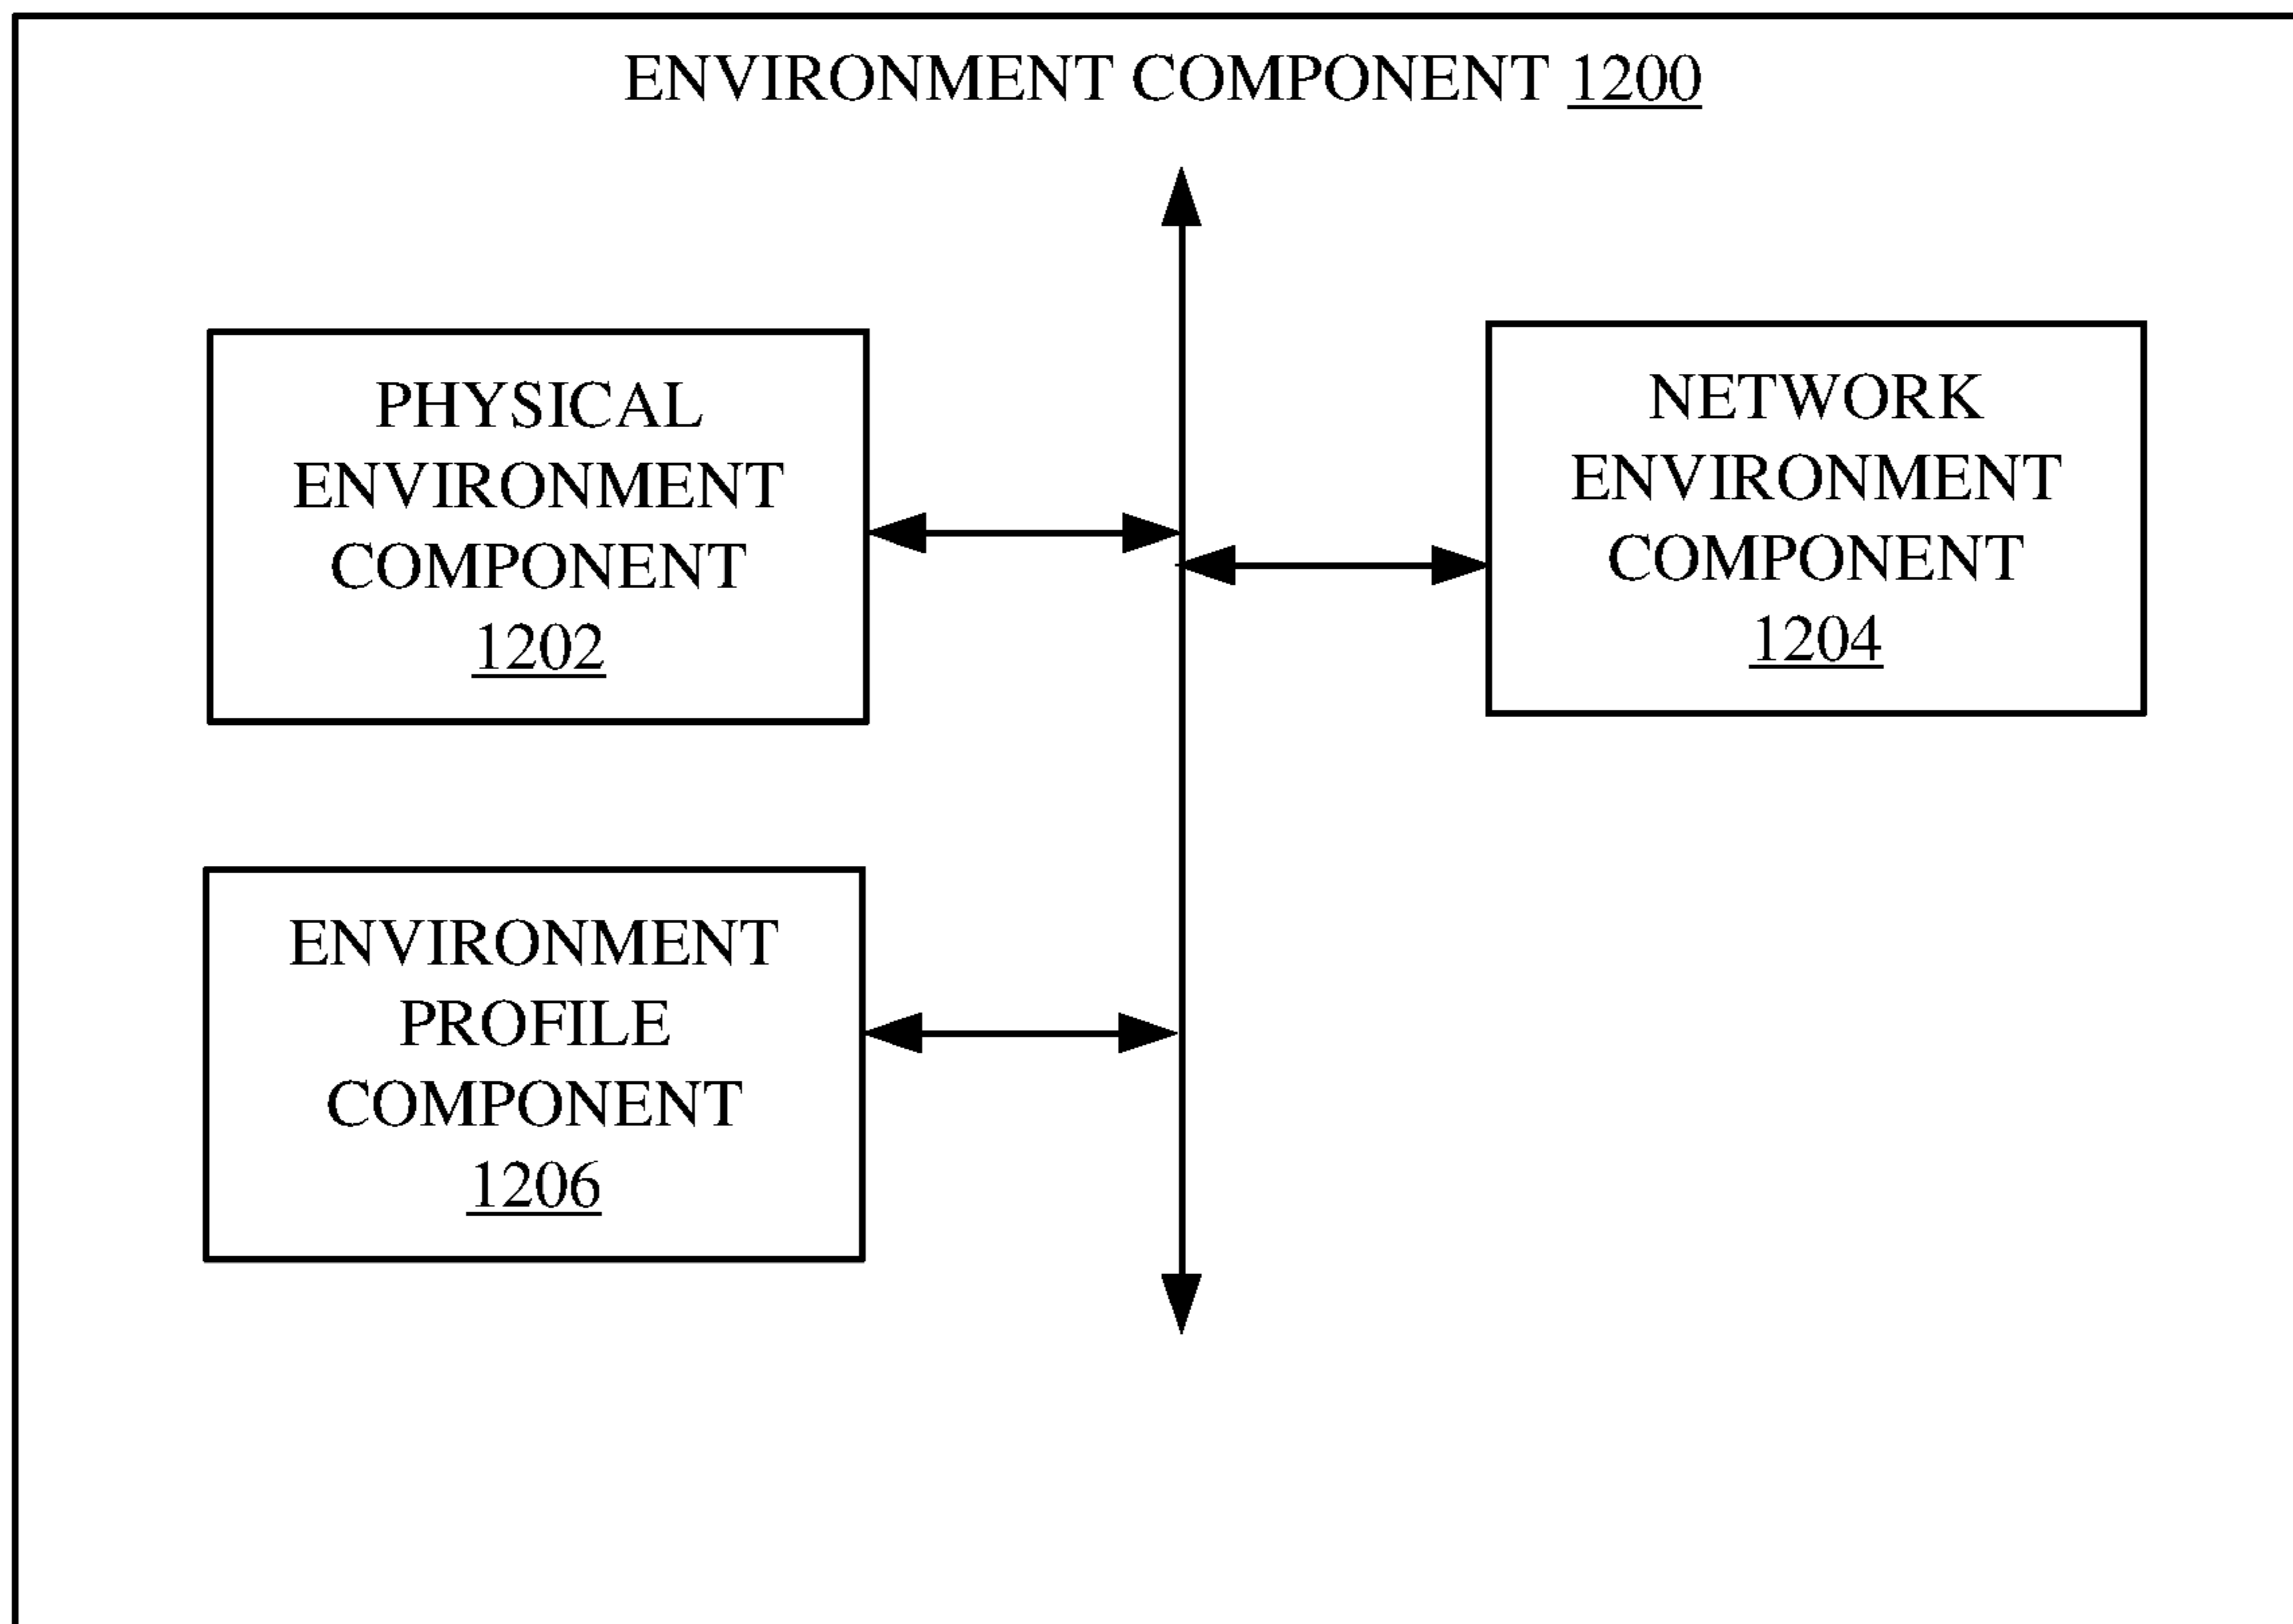 ENVIRONMENT COMPONENT 1200
PHYSICAL
ENVIRONMENT
COMPONENT
1202
NETWORK
ENVIRONMENT
COMPONENT
1204
ENVIRONMENT
PROFILE
COMPONENT
1206